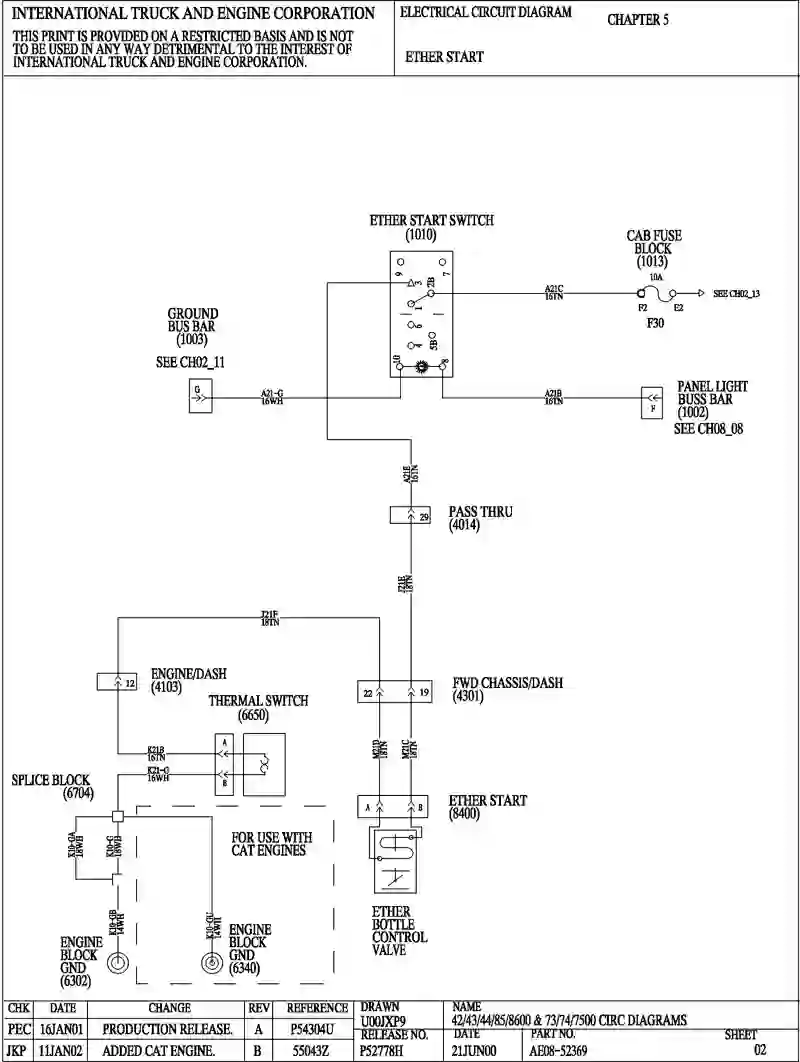 INTERNATIONAL TRUCK AND ENGINE CORPORATION
THIS PRINT IS PROVIDED ON A RESTRICTED BASIS AND IS NOT
TO BE USED IN ANY WAY DETRIMENTAL TO THE INTEREST OF
INTERNATIONAL TRUCK AND ENGINE CORPORATION.
ELECTRICAL CIRCUIT DIAGRAM
CHAPTER 5
ETHER START
ETHER START SWITCH
(1010)
9
7
3
2B
1
6
4
5B
10
8
CAB FUSE
BLOCK
(1013)
10A
A21C
16TN
F2
E2
SEE CH02_13
F30
GROUND
BUS BAR
(1003)
SEE CH02_11
G
A21-G
16WH
A21B
16TN
F
PANEL LIGHT
BUSS BAR
(1002)
SEE CH08_08
A21E
16TN
29
PASS THRU
(4014)
J21E
18TN
J21F
18TN
12
ENGINE/DASH
(4103)
22
19
FWD CHASSIS/DASH
(4301)
THERMAL SWITCH
(6650)
K21B
16TN
A
K21-G
16WH
B
M21D
18TN
M21C
18TN
SPLICE BLOCK
(6704)
A
B
ETHER START
(8400)
K10-GA
18WH
K10-G
18WH
FOR USE WITH
CAT ENGINES
K10-GB
14WH
K10-GU
14WH
ENGINE
BLOCK
GND
(6302)
ENGINE
BLOCK
GND
(6340)
ETHER
BOTTLE
CONTROL
VALVE
CHK DATE CHANGE REV REFERENCE
PEC 16JAN01 PRODUCTION RELEASE. A P54304U
JKP 11JAN02 ADDED CAT ENGINE. B 55043Z
DRAWN
U00JXP9
RELEASE NO.
P52778H
NAME
42/43/44/85/8600 & 73/74/7500 CIRC DIAGRAMS
DATE
21JUN00
PART NO.
AE08-52369
SHEET
02